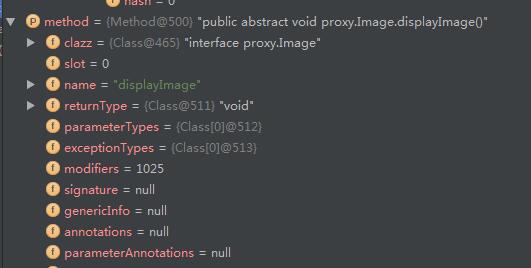 hash = 0
p method = {Method@500} "public abstract void proxy.Image.displayImage()"
f clazz = {Class@465} "interface proxy.Image"
f slot = 0
f name = "displayImage"
f returnType = {Class@511} "void"
f parameterTypes = {Class[0]@512}
f exceptionTypes = {Class[0]@513}
f modifiers = 1025
f signature = null
f genericInfo = null
f annotations = null
f parameterAnnotations = null